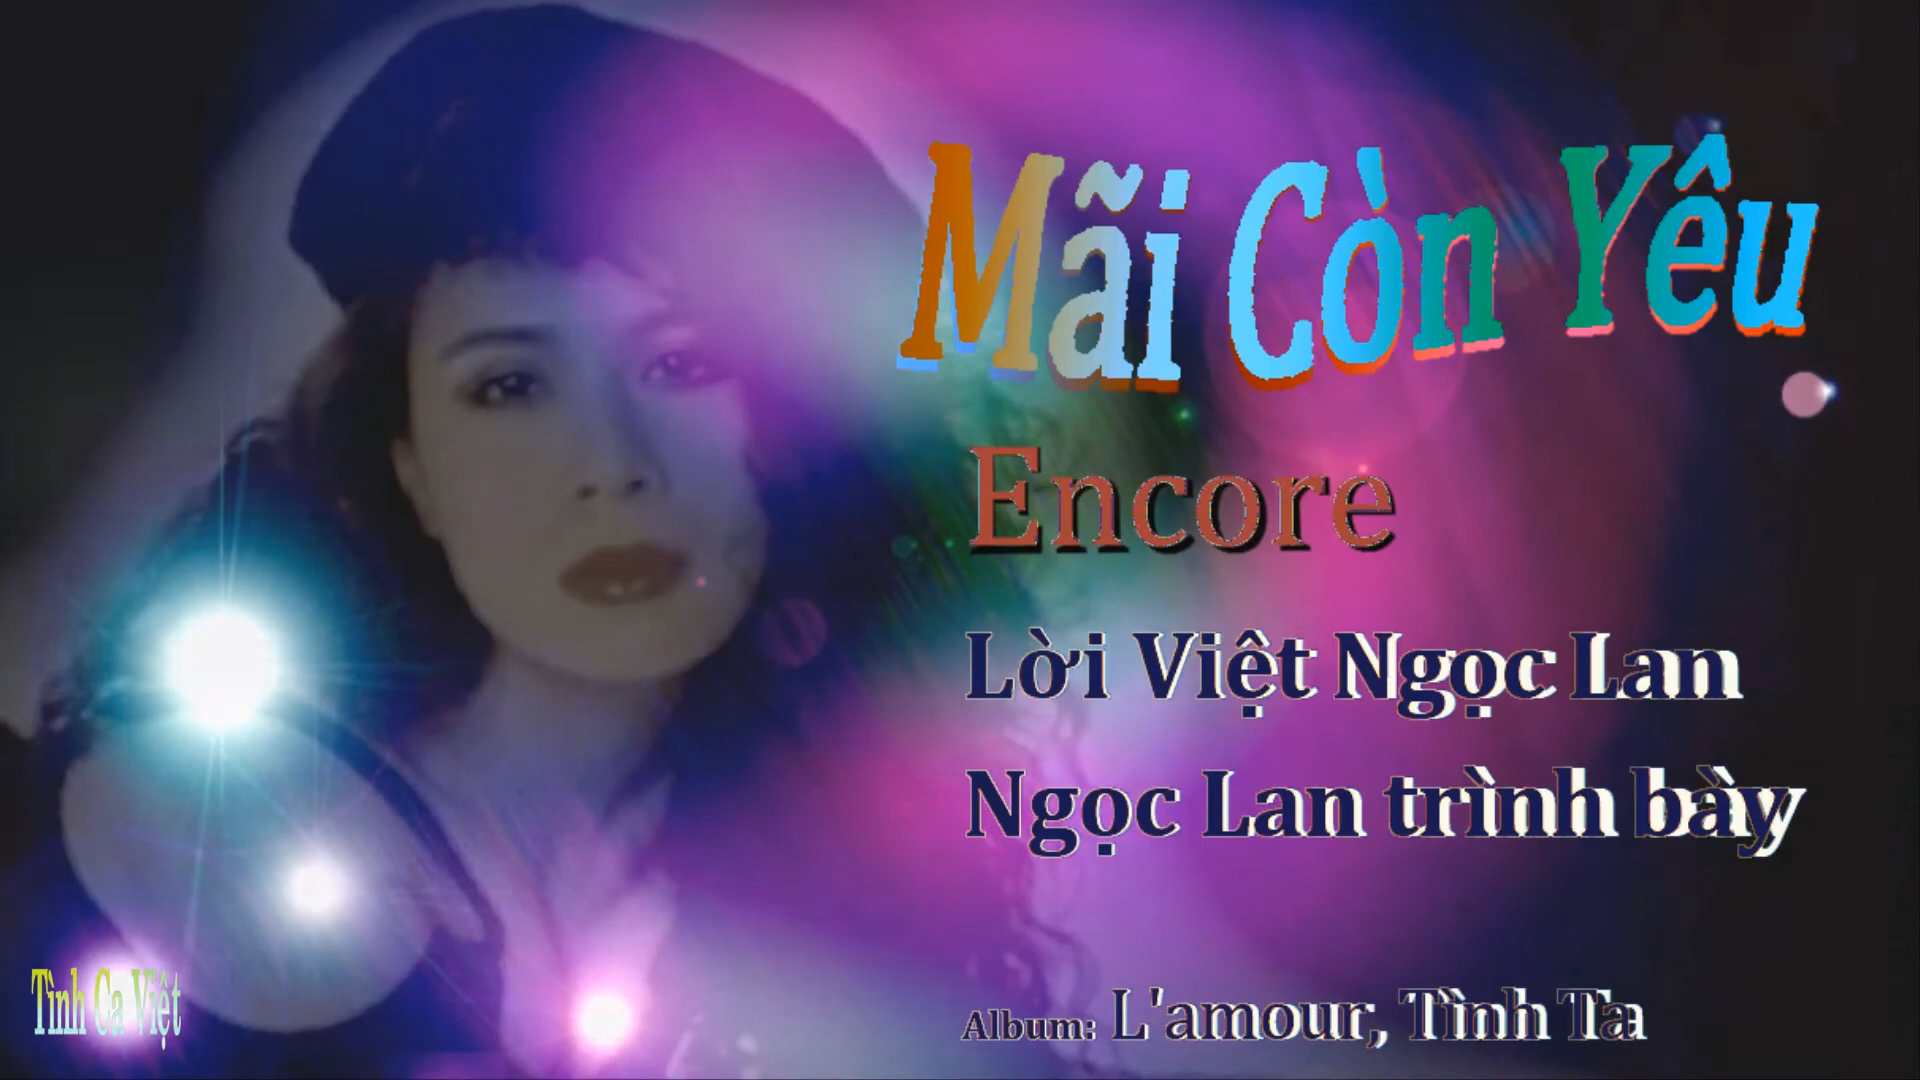 Mãi Còn Yêu
Encore
Lời Việt Ngọc Lan
Ngọc Lan trình bày
Album: L'amour, Tình Ta
Tình Ca Việt